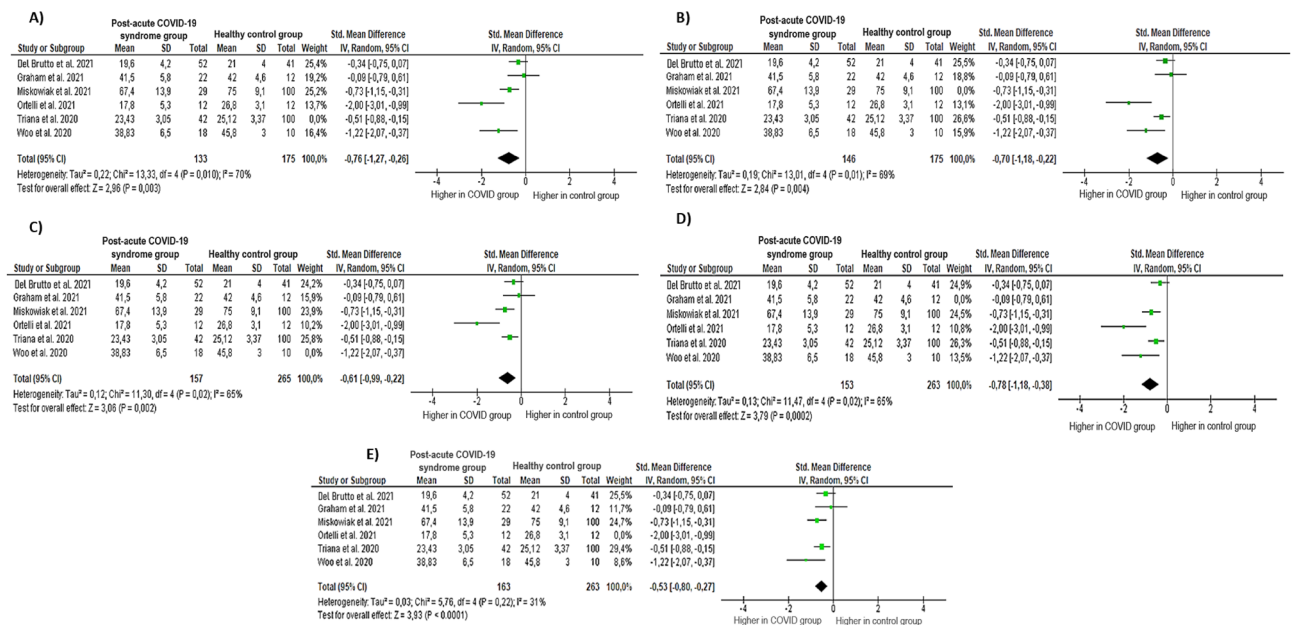 A)
Post-acute COVID-19
syndrome group Healthy control group Std. Mean Difference Std. Mean Difference
Study or Subgroup Mean SD Total Mean SD Total Weight IV, Random, 95% CI IV, Random, 95% CI
Del Brutto et al. 2021 19,6 4,2 52 21 4 41 25,4% -0,34 [-0,75, 0,07]
Graham et al. 2021 41,5 5,8 22 42 4,6 12 19,2% -0,09 [-0,79, 0,61]
Miskowiak et al. 2021 67,4 13,9 29 75 9,1 100 25,2% -0,73 [-1,15, -0,31]
Ortelli et al. 2021 17,8 5,3 12 26,8 3,1 12 13,7% -2,00 [-3,01, -0,99]
Triana et al. 2020 23,43 3,05 42 25,12 3,37 100 0,0% -0,51 [-0,88, -0,15]
Woo et al. 2020 38,83 6,5 18 45,8 3 10 16,4% -1,22 [-2,07, -0,37]
Total (95% CI) 133 175 100,0% -0,76 [-1,27, -0,26]
Heterogeneity: Tau² = 0,22; Chi² = 13,33, df = 4 (P = 0,010); I² = 70%
Test for overall effect: Z = 2,96 (P = 0,003)
-4 -2 0 2 4
Higher in COVID group Higher in control group
B)
Post-acute COVID-19
syndrome group Healthy control group Std. Mean Difference Std. Mean Difference
Study or Subgroup Mean SD Total Mean SD Total Weight IV, Random, 95% CI IV, Random, 95% CI
Del Brutto et al. 2021 19,6 4,2 52 21 4 41 25,5% -0,34 [-0,75, 0,07]
Graham et al. 2021 41,5 5,8 22 42 4,6 12 18,8% -0,09 [-0,79, 0,61]
Miskowiak et al. 2021 67,4 13,9 29 75 9,1 100 0,0% -0,73 [-1,15, -0,31]
Ortelli et al. 2021 17,8 5,3 12 26,8 3,1 12 13,1% -2,00 [-3,01, -0,99]
Triana et al. 2020 23,43 3,05 42 25,12 3,37 100 26,6% -0,51 [-0,88, -0,15]
Woo et al. 2020 38,83 6,5 18 45,8 3 10 15,9% -1,22 [-2,07, -0,37]
Total (95% CI) 146 175 100,0% -0,70 [-1,18, -0,22]
Heterogeneity: Tau² = 0,19; Chi² = 13,01, df = 4 (P = 0,01); I² = 69%
Test for overall effect: Z = 2,84 (P = 0,004)
-4 -2 0 2 4
Higher in COVID group Higher in control group
C)
Post-acute COVID-19
syndrome group Healthy control group Std. Mean Difference Std. Mean Difference
Study or Subgroup Mean SD Total Mean SD Total Weight IV, Random, 95% CI IV, Random, 95% CI
Del Brutto et al. 2021 19,6 4,2 52 21 4 41 24,2% -0,34 [-0,75, 0,07]
Graham et al. 2021 41,5 5,8 22 42 4,6 12 15,9% -0,09 [-0,79, 0,61]
Miskowiak et al. 2021 67,4 13,9 29 75 9,1 100 23,9% -0,73 [-1,15, -0,31]
Ortelli et al. 2021 17,8 5,3 12 26,8 3,1 12 10,2% -2,00 [-3,01, -0,99]
Triana et al. 2020 23,43 3,05 42 25,12 3,37 100 25,8% -0,51 [-0,88, -0,15]
Woo et al. 2020 38,83 6,5 18 45,8 3 10 0,0% -1,22 [-2,07, -0,37]
Total (95% CI) 157 265 100,0% -0,61 [-0,99, -0,22]
Heterogeneity: Tau² = 0,12; Chi² = 11,30, df = 4 (P = 0,02); I² = 65%
Test for overall effect: Z = 3,06 (P = 0,002)
-4 -2 0 2 4
Higher in COVID group Higher in control group
D)
Post-acute COVID-19
syndrome group Healthy control group Std. Mean Difference Std. Mean Difference
Study or Subgroup Mean SD Total Mean SD Total Weight IV, Random, 95% CI IV, Random, 95% CI
Del Brutto et al. 2021 19,6 4,2 52 21 4 41 24,9% -0,34 [-0,75, 0,07]
Graham et al. 2021 41,5 5,8 22 42 4,6 12 0,0% -0,09 [-0,79, 0,61]
Miskowiak et al. 2021 67,4 13,9 29 75 9,1 100 24,5% -0,73 [-1,15, -0,31]
Ortelli et al. 2021 17,8 5,3 12 26,8 3,1 12 10,8% -2,00 [-3,01, -0,99]
Triana et al. 2020 23,43 3,05 42 25,12 3,37 100 26,3% -0,51 [-0,88, -0,15]
Woo et al. 2020 38,83 6,5 18 45,8 3 10 13,5% -1,22 [-2,07, -0,37]
Total (95% CI) 153 263 100,0% -0,78 [-1,18, -0,38]
Heterogeneity: Tau² = 0,13; Chi² = 11,47, df = 4 (P = 0,02); I² = 65%
Test for overall effect: Z = 3,79 (P = 0,0002)
-4 -2 0 2 4
Higher in COVID group Higher in control group
E)
Post-acute COVID-19
syndrome group Healthy control group Std. Mean Difference Std. Mean Difference
Study or Subgroup Mean SD Total Mean SD Total Weight IV, Random, 95% CI IV, Random, 95% CI
Del Brutto et al. 2021 19,6 4,2 52 21 4 41 25,5% -0,34 [-0,75, 0,07]
Graham et al. 2021 41,5 5,8 22 42 4,6 12 11,7% -0,09 [-0,79, 0,61]
Miskowiak et al. 2021 67,4 13,9 29 75 9,1 100 24,7% -0,73 [-1,15, -0,31]
Ortelli et al. 2021 17,8 5,3 12 26,8 3,1 12 0,0% -2,00 [-3,01, -0,99]
Triana et al. 2020 23,43 3,05 42 25,12 3,37 100 29,4% -0,51 [-0,88, -0,15]
Woo et al. 2020 38,83 6,5 18 45,8 3 10 8,6% -1,22 [-2,07, -0,37]
Total (95% CI) 163 263 100,0% -0,53 [-0,80, -0,27]
Heterogeneity: Tau² = 0,03; Chi² = 5,76, df = 4 (P = 0,22); I² = 31%
Test for overall effect: Z = 3,93 (P < 0.0001)
-4 -2 0 2 4
Higher in COVID group Higher in control group